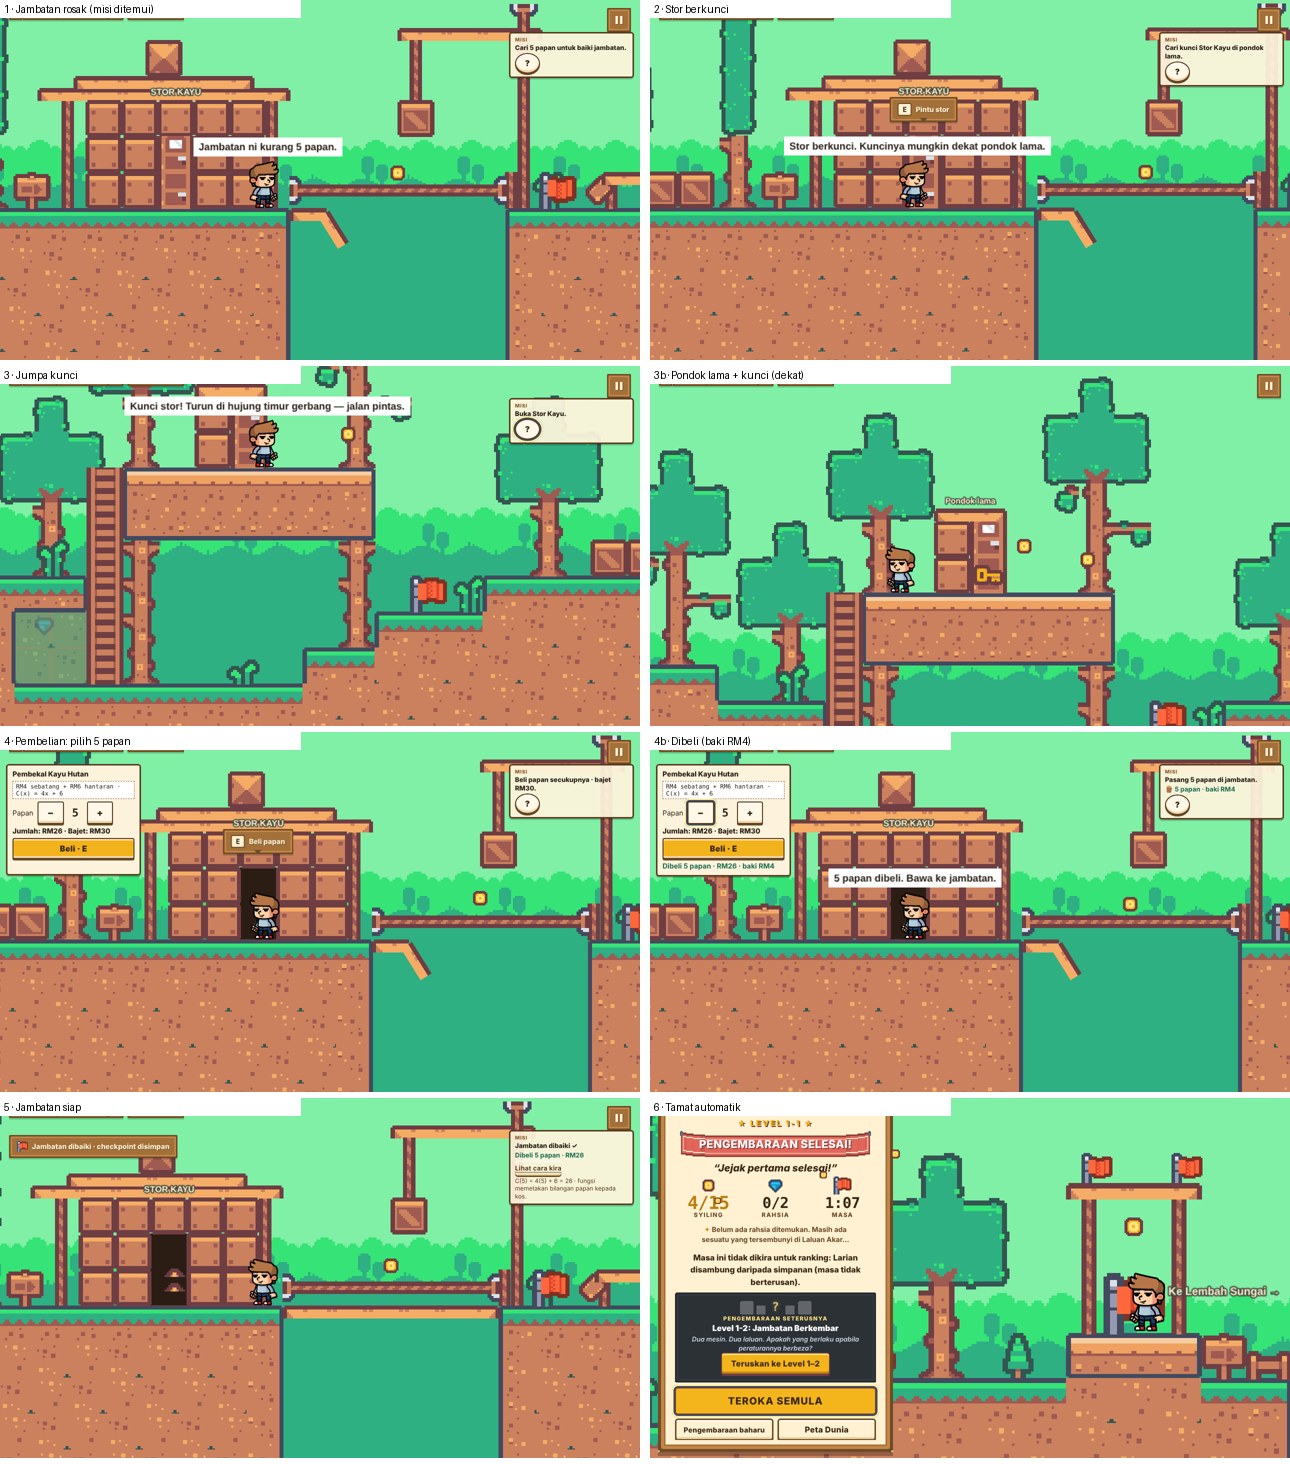 1 · Jambatan rosak (misi ditemui)
MISI
Cari 5 papan untuk baiki jambatan.
?
STOR KAYU
Jambatan ni kurang 5 papan.
2 · Stor berkunci
MISI
Cari kunci Stor Kayu di pondok
lama.
?
STOR KAYU
E Pintu stor
Stor berkunci. Kuncinya mungkin dekat pondok lama.
3 · Jumpa kunci
Kunci stor! Turun di hujung timur gerbang — jalan pintas.
MISI
Buka Stor Kayu.
?
3b · Pondok lama + kunci (dekat)
Pondok lama
4 · Pembelian: pilih 5 papan
Pembekal Kayu Hutan
RM4 sebatang + RM6 hantaran ·
C(x) = 4x + 6
Papan − 5 +
Jumlah: RM26 · Bajet: RM30
Beli · E
MISI
Beli papan secukupnya · bajet
RM30.
?
STOR KAYU
E Beli papan
4b · Dibeli (baki RM4)
Pembekal Kayu Hutan
RM4 sebatang + RM6 hantaran ·
C(x) = 4x + 6
Papan − 5 +
Jumlah: RM26 · Bajet: RM30
Beli · E
Dibeli 5 papan · RM26 · baki RM4
MISI
Pasang 5 papan di jambatan.
5 papan · baki RM4
?
STOR KAYU
5 papan dibeli. Bawa ke jambatan.
5 · Jambatan siap
Jambatan dibaiki · checkpoint disimpan
MISI
Jambatan dibaiki ✓
Dibeli 5 papan · RM26
Lihat cara kira
C(5) = 4(5) + 6 = 26 · fungsi
memetakan bilangan papan kepada
kos.
STOR KAYU
6 · Tamat automatik
★ LEVEL 1-1 ★
PENGEMBARAAN SELESAI!
“Jejak pertama selesai!”
4/15
SYILING
0/2
RAHSIA
1:07
MASA
Belum ada rahsia ditemukan. Masih ada
sesuatu yang tersembunyi di Laluan Akar...
Masa ini tidak dikira untuk ranking: Larian
disambung daripada simpanan (masa tidak
berterusan).
?
PENGEMBARAAN SETERUSNYA
Level 1-2: Jambatan Berkembar
Dua mesin. Dua laluan. Apakah yang berlaku apabila
peraturannya berbeza?
Teruskan ke Level 1-2
TEROKA SEMULA
Pengembaraan baharu
Peta Dunia
Ke Lembah Sungai →